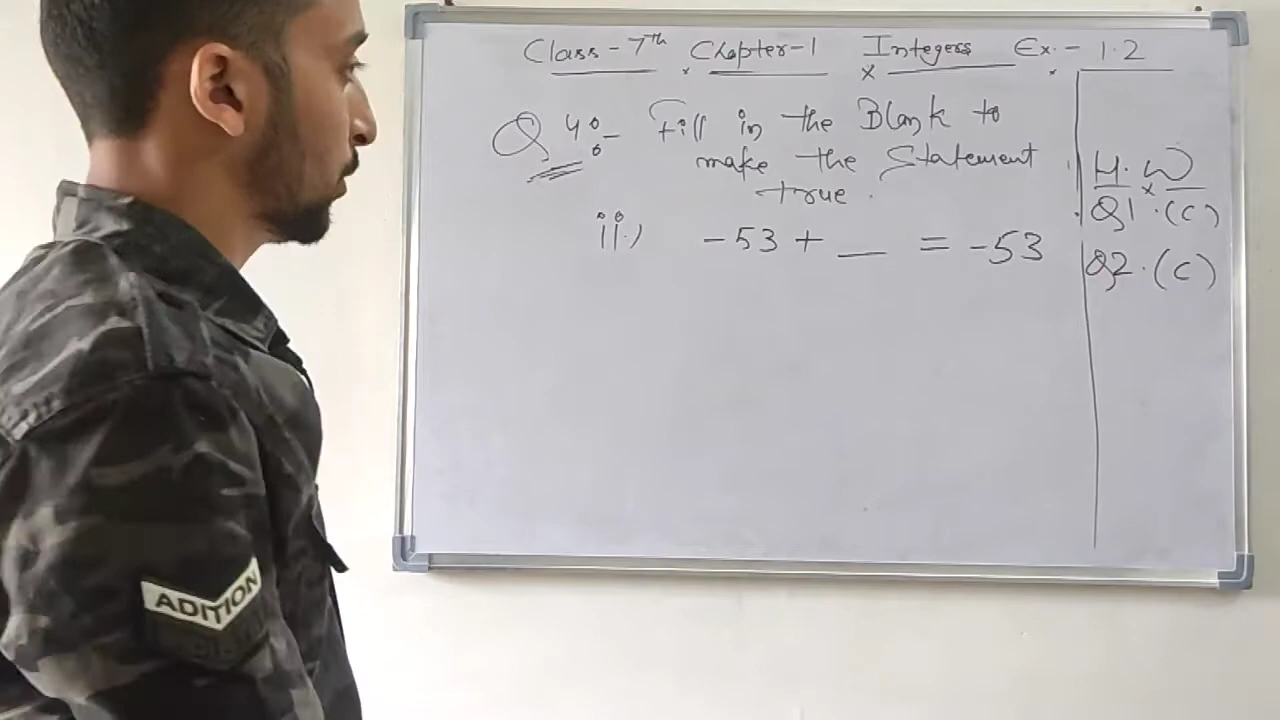 Class - 7th Chapter - 1 Integers Ex. - 1.2
Q 4:- Fill in the Blank to
make the Statement
true.
ii.) -53 + __ = -53
H.W
Q1.(C)
Q2.(C)
ADITION